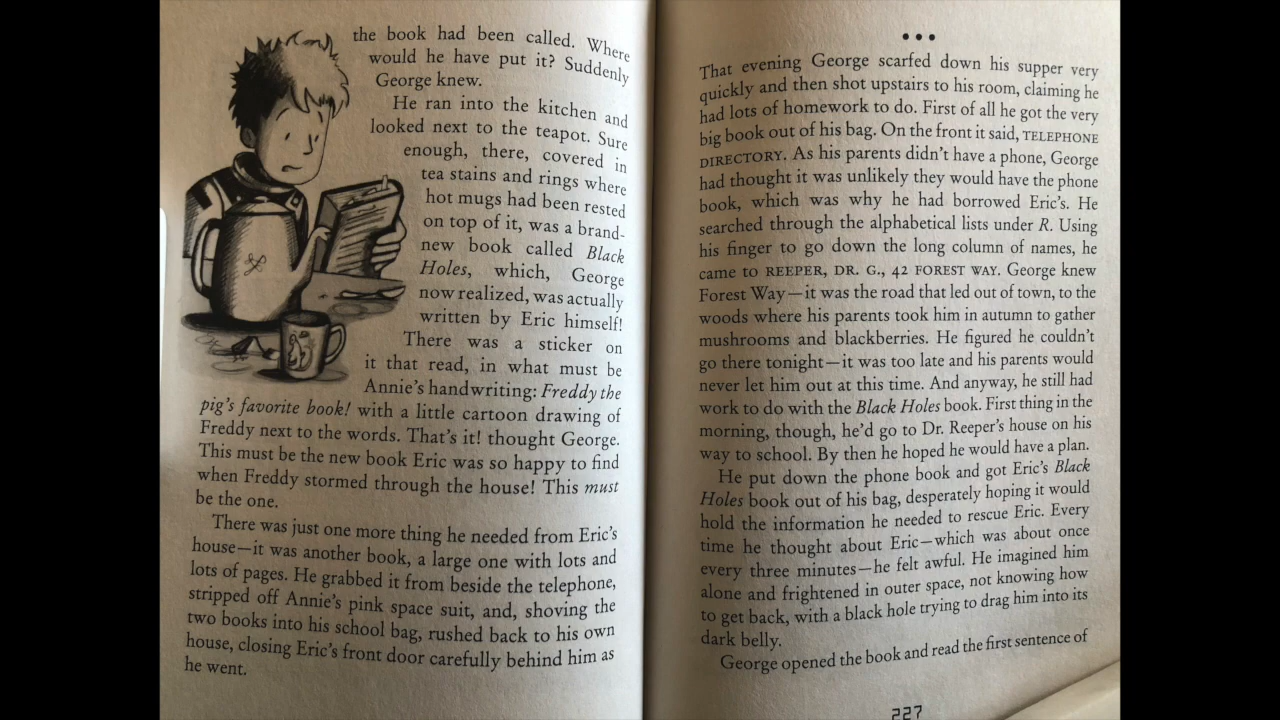 the book had been called. Where
would he have put it? Suddenly
George knew.
He ran into the kitchen and
looked next to the teapot. Sure
enough, there, covered in
tea stains and rings where
hot mugs had been rested
on top of it, was a brand-
new book called Black
Holes, which, George
now realized, was actually
written by Eric himself!
There was a sticker on
it that read, in what must be
Annie's handwriting: Freddy the
pig's favorite book! with a little cartoon drawing of
Freddy next to the words. That's it! thought George.
This must be the new book Eric was so happy to find
when Freddy stormed through the house! This must
be the one.
There was just one more thing he needed from Eric's
house—it was another book, a large one with lots and
lots of pages. He grabbed it from beside the telephone,
stripped off Annie's pink space suit, and, shoving the
two books into his school bag, rushed back to his own
house, closing Eric's front door carefully behind him as
he went.
•••
That evening George scarfed down his supper very
quickly and then shot upstairs to his room, claiming he
had lots of homework to do. First of all he got the very
big book out of his bag. On the front it said, TELEPHONE
DIRECTORY. As his parents didn't have a phone, George
had thought it was unlikely they would have the phone
book, which was why he had borrowed Eric's. He
searched through the alphabetical lists under R. Using
his finger to go down the long column of names, he
came to REEPER, DR. G., 42 FOREST WAY. George knew
Forest Way—it was the road that led out of town, to the
woods where his parents took him in autumn to gather
mushrooms and blackberries. He figured he couldn't
go there tonight—it was too late and his parents would
never let him out at this time. And anyway, he still had
work to do with the Black Holes book. First thing in the
morning, though, he'd go to Dr. Reeper's house on his
way to school. By then he hoped he would have a plan.
He put down the phone book and got Eric's Black
Holes book out of his bag, desperately hoping it would
hold the information he needed to rescue Eric. Every
time he thought about Eric—which was about once
every three minutes—he felt awful. He imagined him
alone and frightened in outer space, not knowing how
to get back, with a black hole trying to drag him into its
dark belly.
George opened the book and read the first sentence of
227